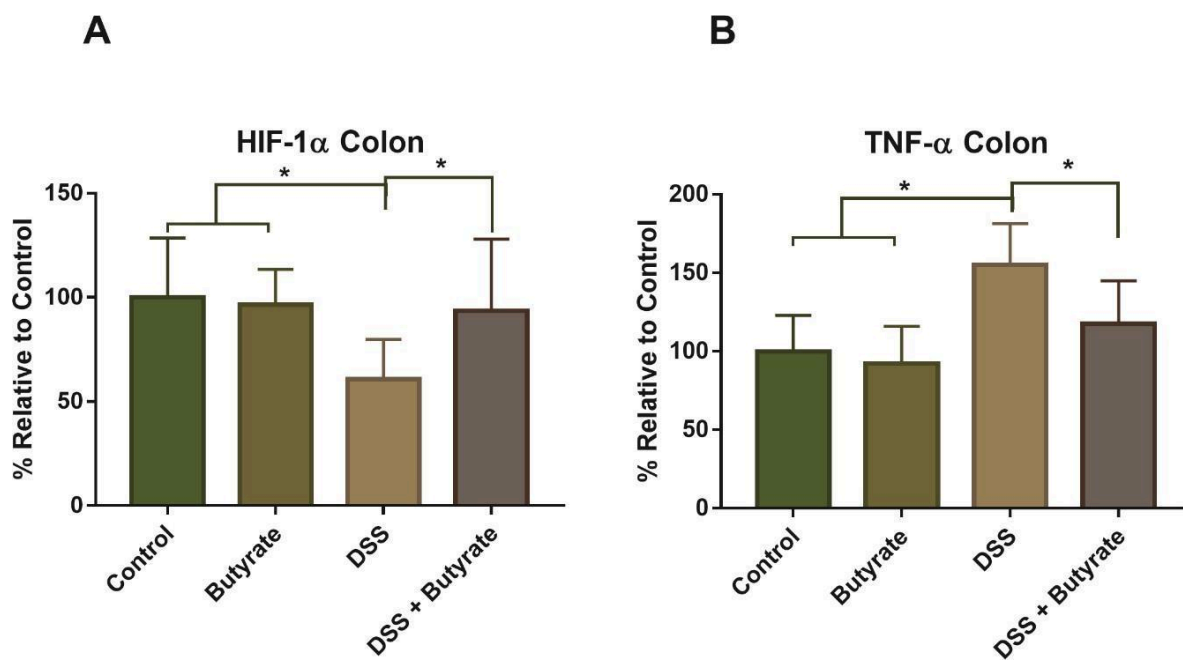 A
HIF-1α Colon
*
*
% Relative to Control
150
100
50
0
Control
Butyrate
DSS
DSS + Butyrate
B
TNF-α Colon
*
*
% Relative to Control
200
150
100
50
0
Control
Butyrate
DSS
DSS + Butyrate